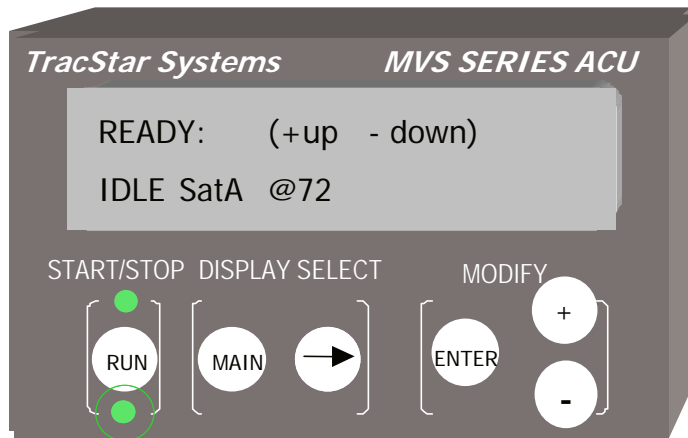 TracStar Systems MVS SERIES ACU
READY: (+up - down)
IDLE SatA @72
START/STOP DISPLAY SELECT MODIFY
RUN MAIN ENTER + -